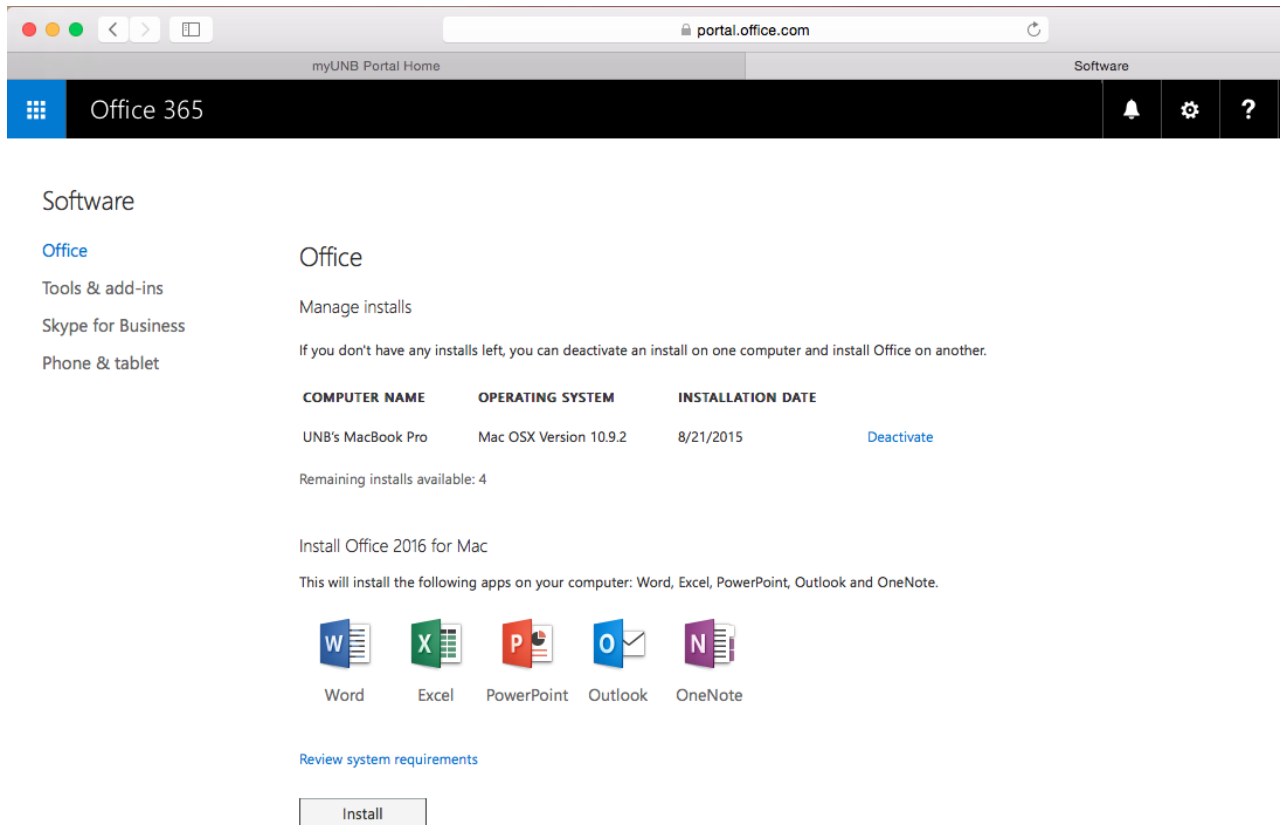 portal.office.com
myUNB Portal Home
Software
Office 365
?
Software
Office
Tools & add-ins
Skype for Business
Phone & tablet
Office
Manage installs
If you don't have any installs left, you can deactivate an install on one computer and install Office on another.
COMPUTER NAME OPERATING SYSTEM INSTALLATION DATE
UNB's MacBook Pro Mac OSX Version 10.9.2 8/21/2015 Deactivate
Remaining installs available: 4
Install Office 2016 for Mac
This will install the following apps on your computer: Word, Excel, PowerPoint, Outlook and OneNote.
W X P O N
Word Excel PowerPoint Outlook OneNote
Review system requirements
Install